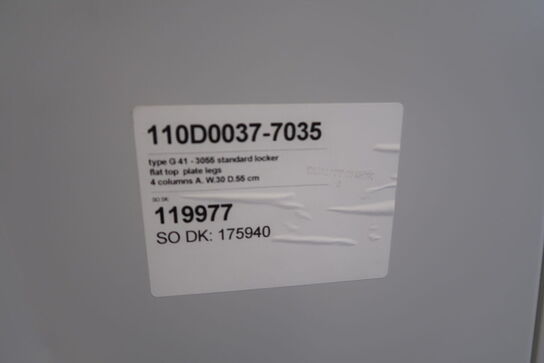 110D0037-7035
type G 41 - 3055 standard locker
flat top plate legs
4 columns A. W.30 D.55 cm
SO DK:
119977
SO DK: 175940